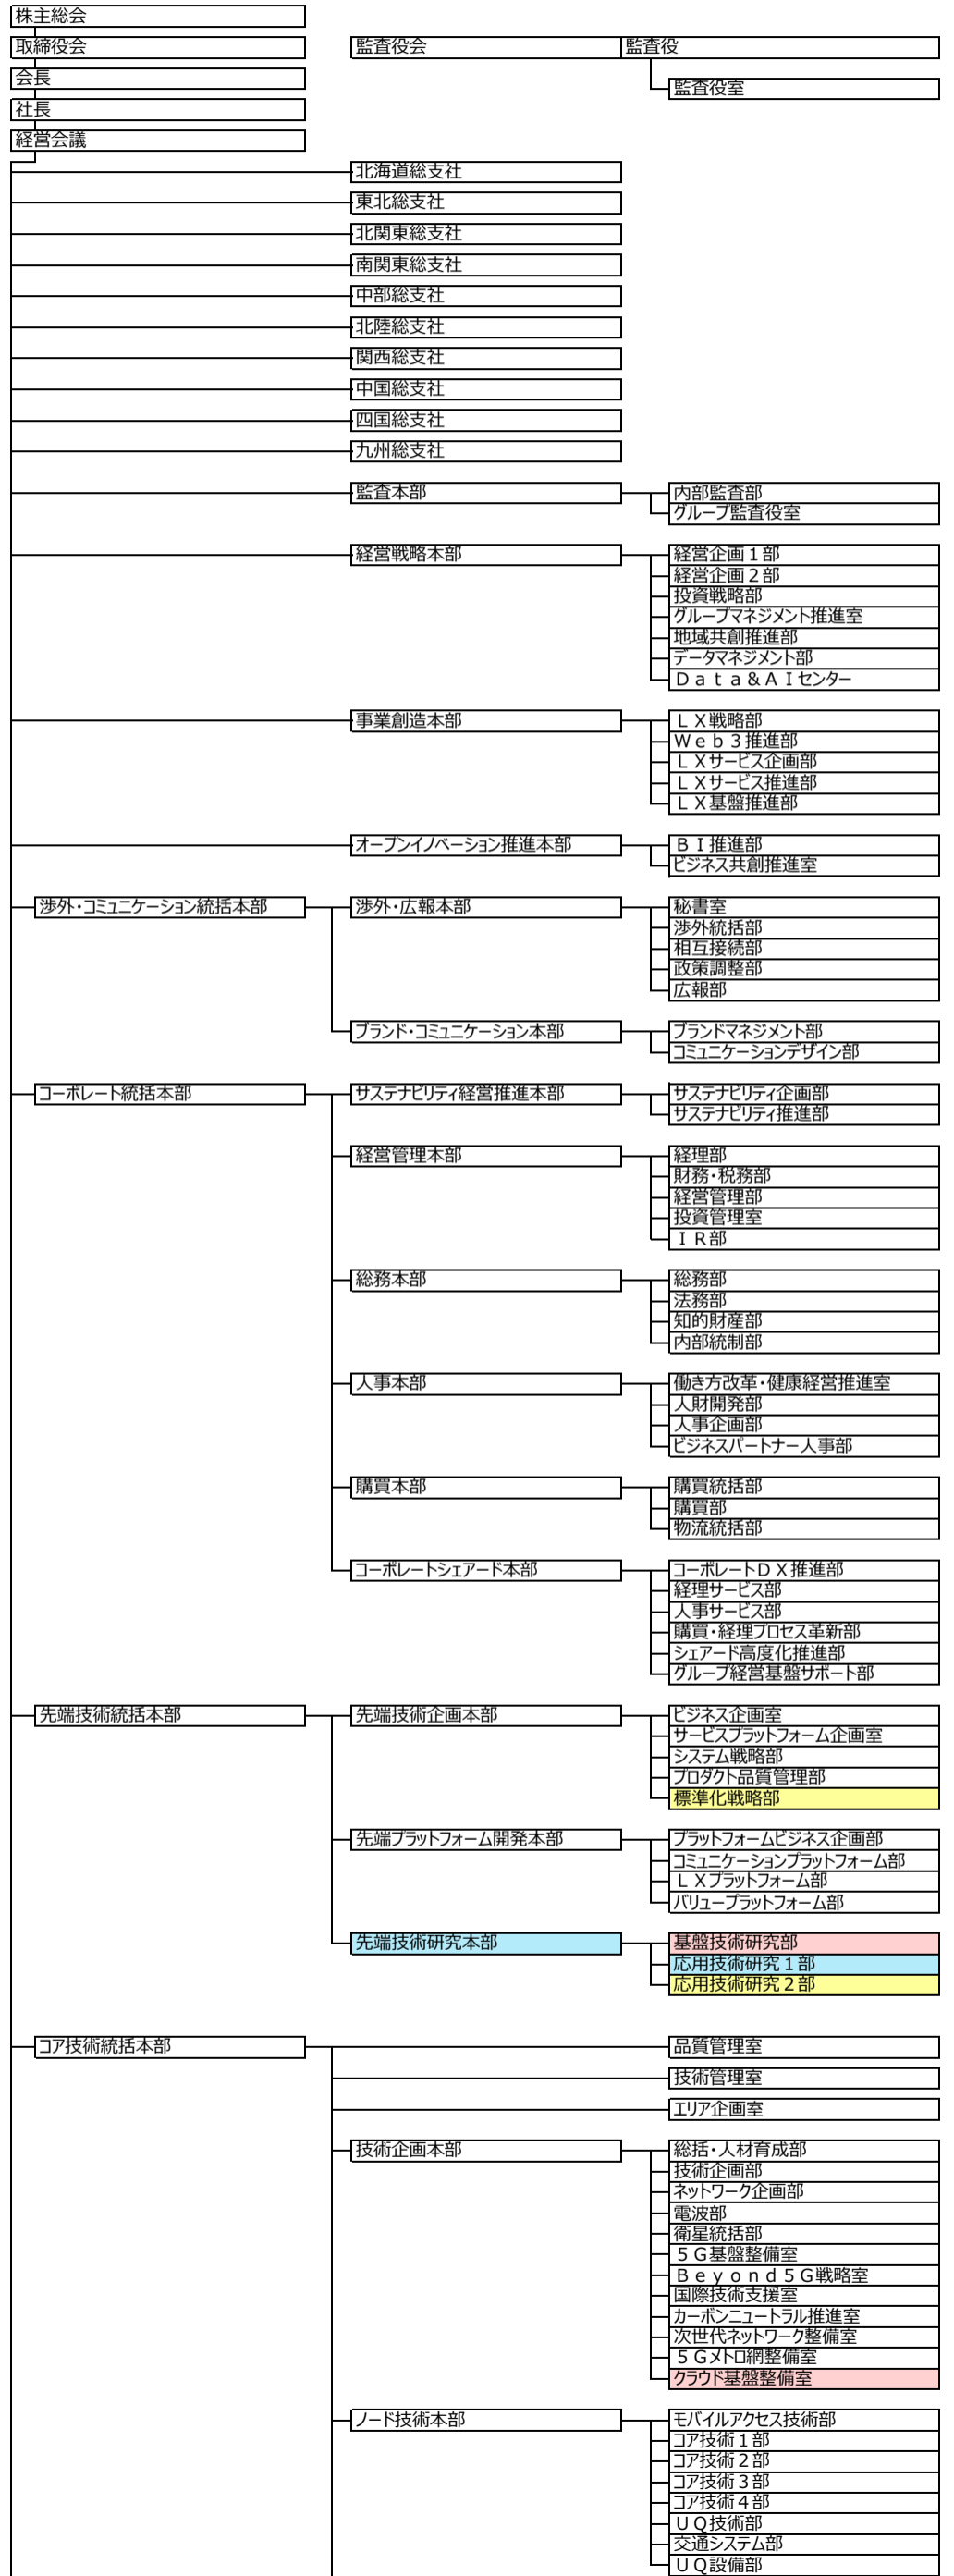 株主総会
取締役会 監査役会 監査役
会長 監査役室
社長
経営会議
北海道総支社
東北総支社
北関東総支社
南関東総支社
中部総支社
北陸総支社
関西総支社
中国総支社
四国総支社
九州総支社
監査本部 内部監査部
グループ監査役室
経営戦略本部 経営企画１部
経営企画２部
投資戦略部
グループマネジメント推進室
地域共創推進部
データマネジメント部
Ｄａｔａ＆ＡＩセンター
事業創造本部 ＬＸ戦略部
Ｗｅｂ３推進部
ＬＸサービス企画部
ＬＸサービス推進部
ＬＸ基盤推進部
オープンイノベーション推進本部 ＢＩ推進部
ビジネス共創推進室
渉外・コミュニケーション統括本部 渉外・広報本部 秘書室
渉外統括部
相互接続部
政策調整部
広報部
ブランド・コミュニケーション本部 ブランドマネジメント部
コミュニケーションデザイン部
コーポレート統括本部 サステナビリティ経営推進本部 サステナビリティ企画部
サステナビリティ推進部
経営管理本部 経理部
財務・税務部
経営管理部
投資管理室
ＩＲ部
総務本部 総務部
法務部
知的財産部
内部統制部
人事本部 働き方改革・健康経営推進室
人財開発部
人事企画部
ビジネスパートナー人事部
購買本部 購買統括部
購買部
物流統括部
コーポレートシェアード本部 コーポレートＤＸ推進部
経理サービス部
人事サービス部
購買・経理プロセス革新部
シェアード高度化推進部
グループ経営基盤サポート部
先端技術統括本部 先端技術企画本部 ビジネス企画室
サービスプラットフォーム企画室
システム戦略部
プロダクト品質管理部
標準化戦略部
先端プラットフォーム開発本部 プラットフォームビジネス企画部
コミュニケーションプラットフォーム部
ＬＸプラットフォーム部
バリュープラットフォーム部
先端技術研究本部 基盤技術研究部
応用技術研究１部
応用技術研究２部
コア技術統括本部 品質管理室
技術管理室
エリア企画室
技術企画本部 総括・人材育成部
技術企画部
ネットワーク企画部
電波部
衛星統括部
５Ｇ基盤整備室
Ｂｅｙｏｎｄ５Ｇ戦略室
国際技術支援室
カーボンニュートラル推進室
次世代ネットワーク整備室
５Ｇメトロ網整備室
クラウド基盤整備室
ノード技術本部 モバイルアクセス技術部
コア技術１部
コア技術２部
コア技術３部
コア技術４部
ＵＱ技術部
交通システム部
ＵＱ設備部